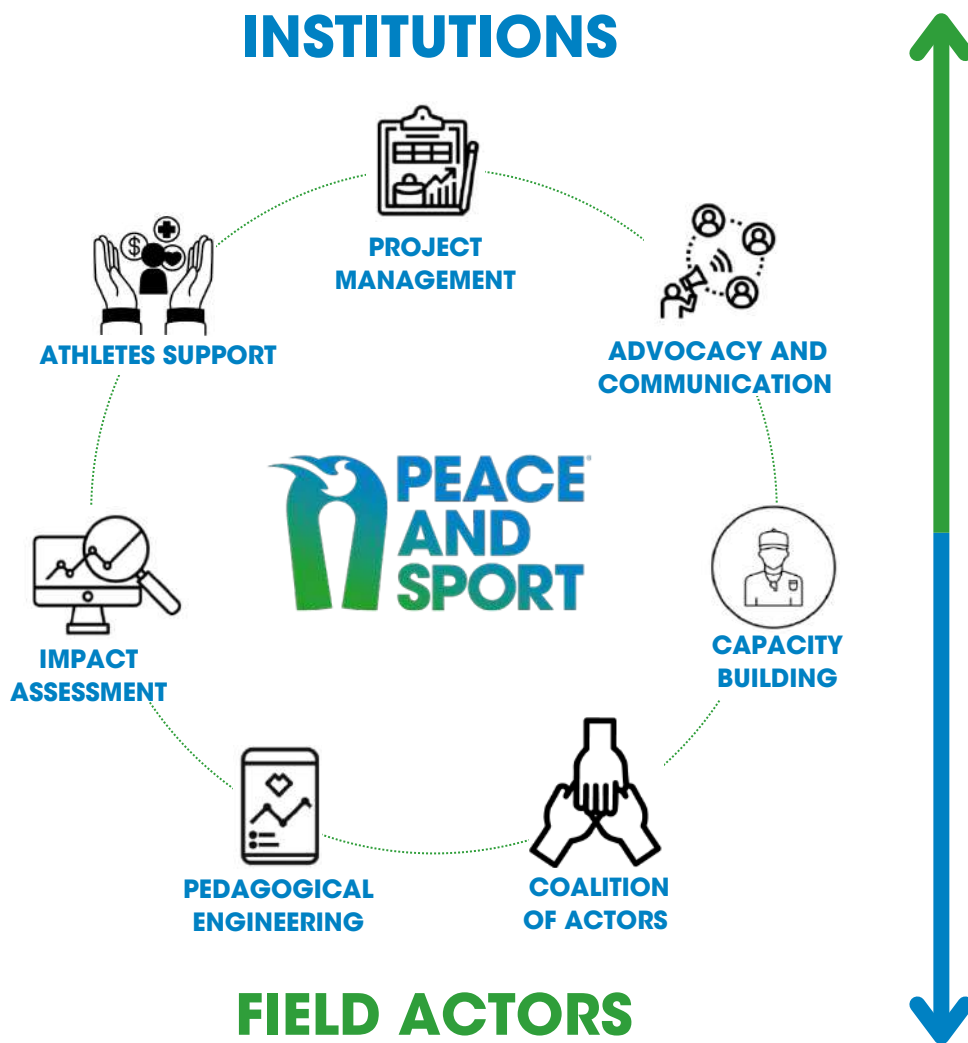 INSTITUTIONS
PROJECT
MANAGEMENT
$
ATHLETES SUPPORT
ADVOCACY AND
COMMUNICATION
PEACE
AND
SPORT
IMPACT
ASSESSMENT
CAPACITY
BUILDING
PEDAGOGICAL
ENGINEERING
COALITION
OF ACTORS
FIELD ACTORS